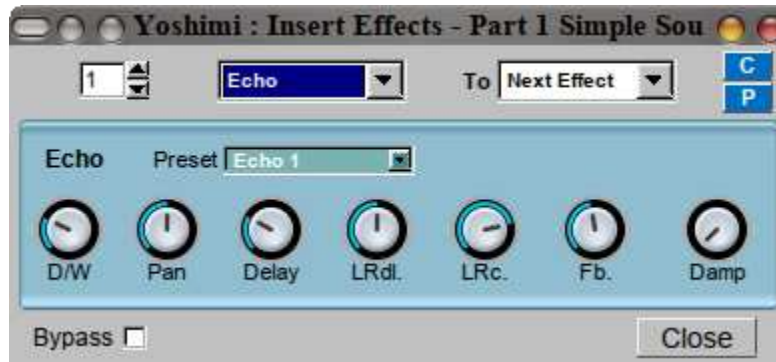 Yoshimi : Insert Effects - Part 1 Simple Sou
1 Echo To Next Effect C
P
Echo Preset Echo 1
D/W Pan Delay LRdl. LRc. Fb. Damp
Bypass Close